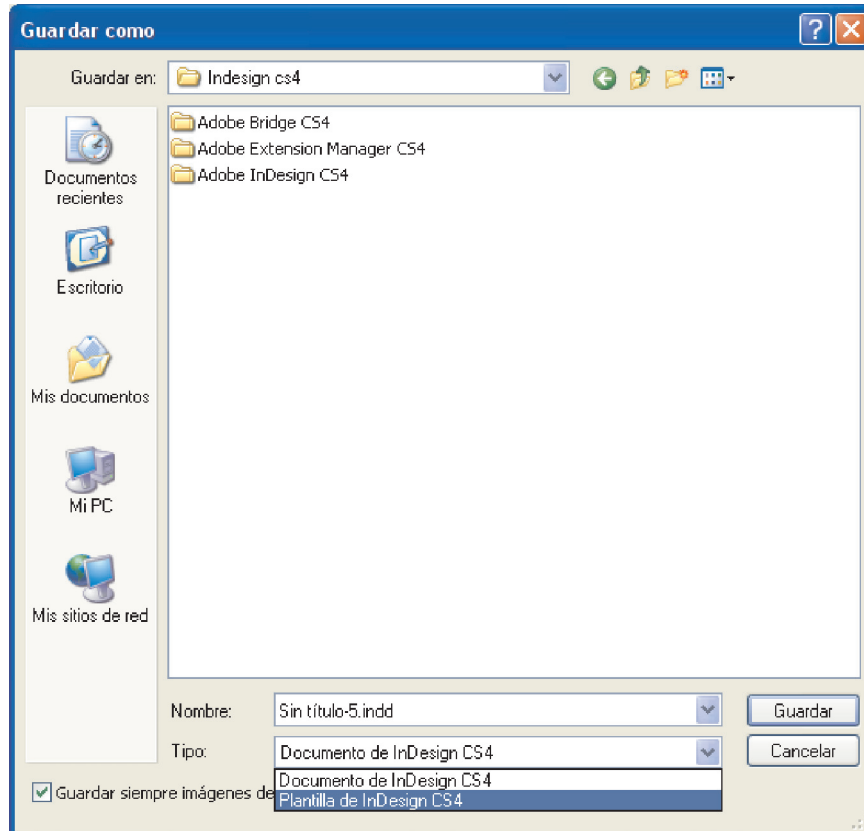 Guardar como
Guardar en:
Indesign cs4
Adobe Bridge CS4
Adobe Extension Manager CS4
Adobe InDesign CS4
Documentos
recientes
Escritorio
Mis documentos
Mi PC
Mis sitios de red
Nombre:
Sin título-5.indd
Guardar
Tipo:
Documento de InDesign CS4
Cancelar
Documento de InDesign CS4
Guardar siempre imágenes de
Plantilla de InDesign CS4